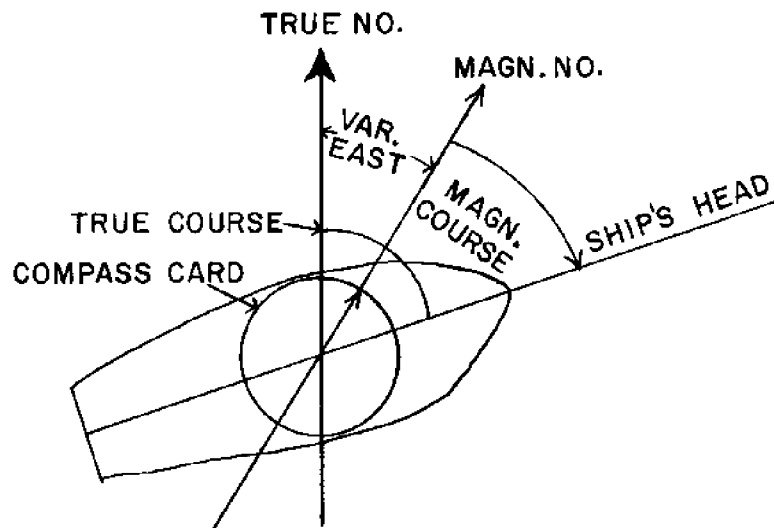 TRUE NO.
MAGN. NO.
VAR.
EAST
MAGN.
COURSE
SHIP'S HEAD
TRUE COURSE
COMPASS CARD